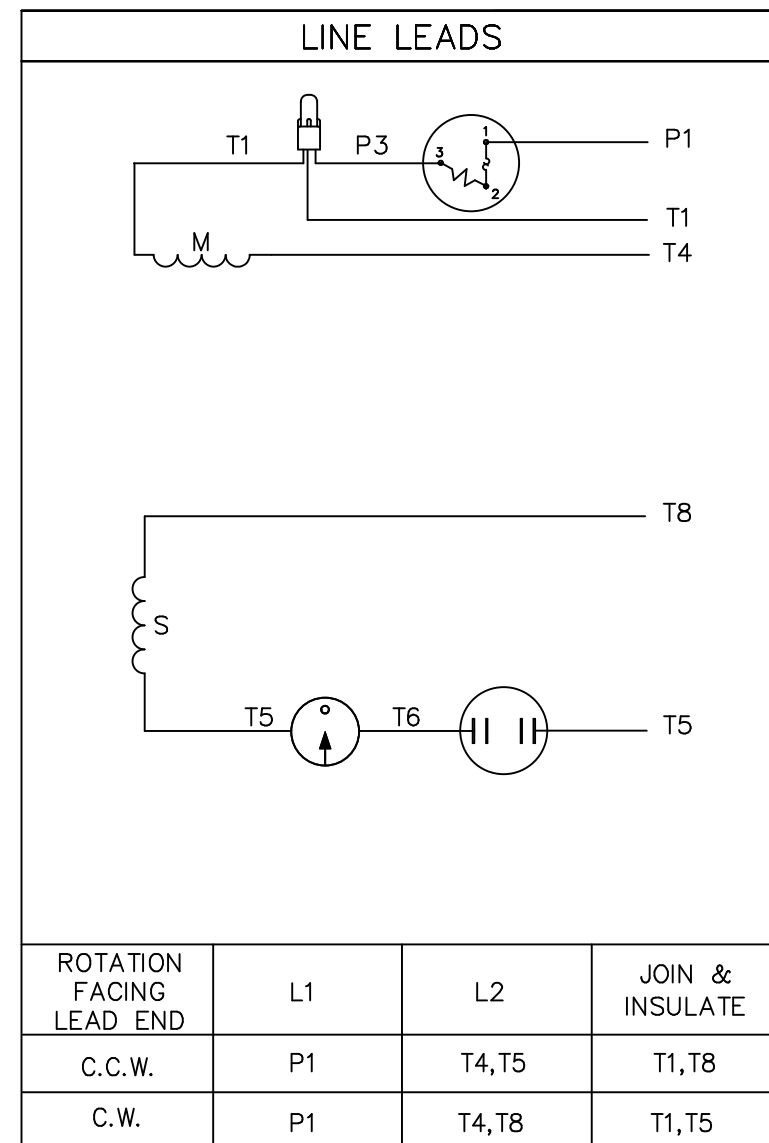 LINE LEADS
T1 P3 3 1 2 P1
T1
M T4
T8
S
T5 T6 T5
ROTATION FACING LEAD END L1 L2 JOIN & INSULATE
C.C.W. P1 T4,T5 T1,T8
C.W. P1 T4,T8 T1,T5